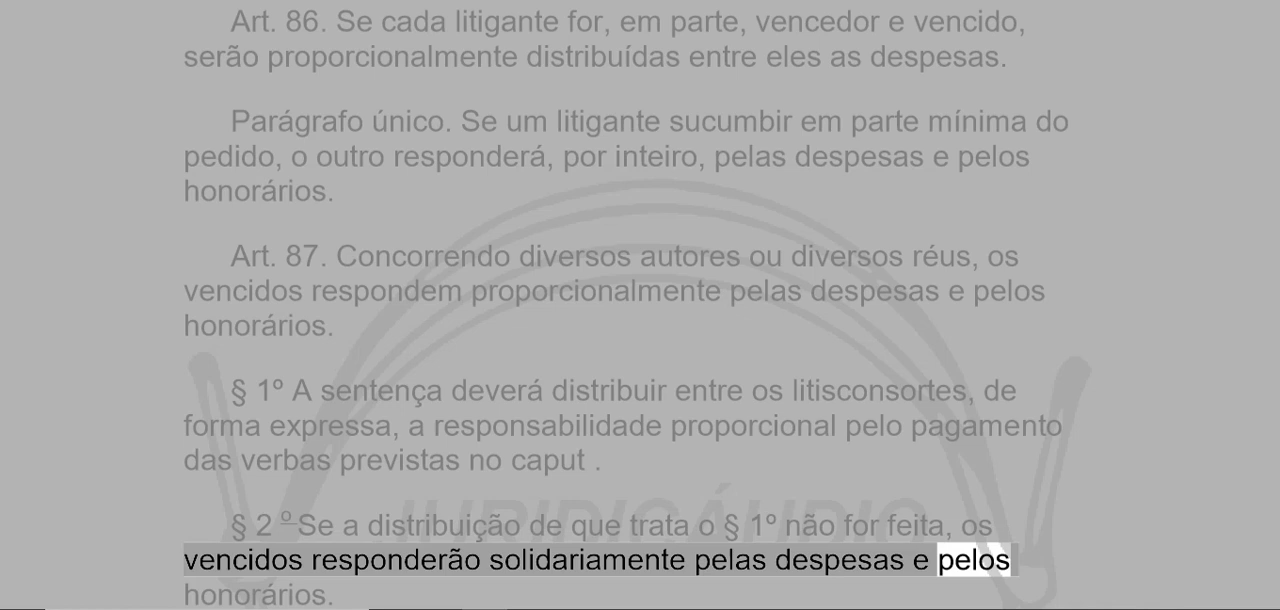 Art. 86. Se cada litigante for, em parte, vencedor e vencido,
serão proporcionalmente distribuídas entre eles as despesas.
Parágrafo único. Se um litigante sucumbir em parte mínima do
pedido, o outro responderá, por inteiro, pelas despesas e pelos
honorários.
Art. 87. Concorrendo diversos autores ou diversos réus, os
vencidos respondem proporcionalmente pelas despesas e pelos
honorários.
§ 1º A sentença deverá distribuir entre os litisconsortes, de
forma expressa, a responsabilidade proporcional pelo pagamento
das verbas previstas no caput .
JURIDICÁUDIO
§ 2 º Se a distribuição de que trata o § 1º não for feita, os
vencidos responderão solidariamente pelas despesas e pelos
honorários.